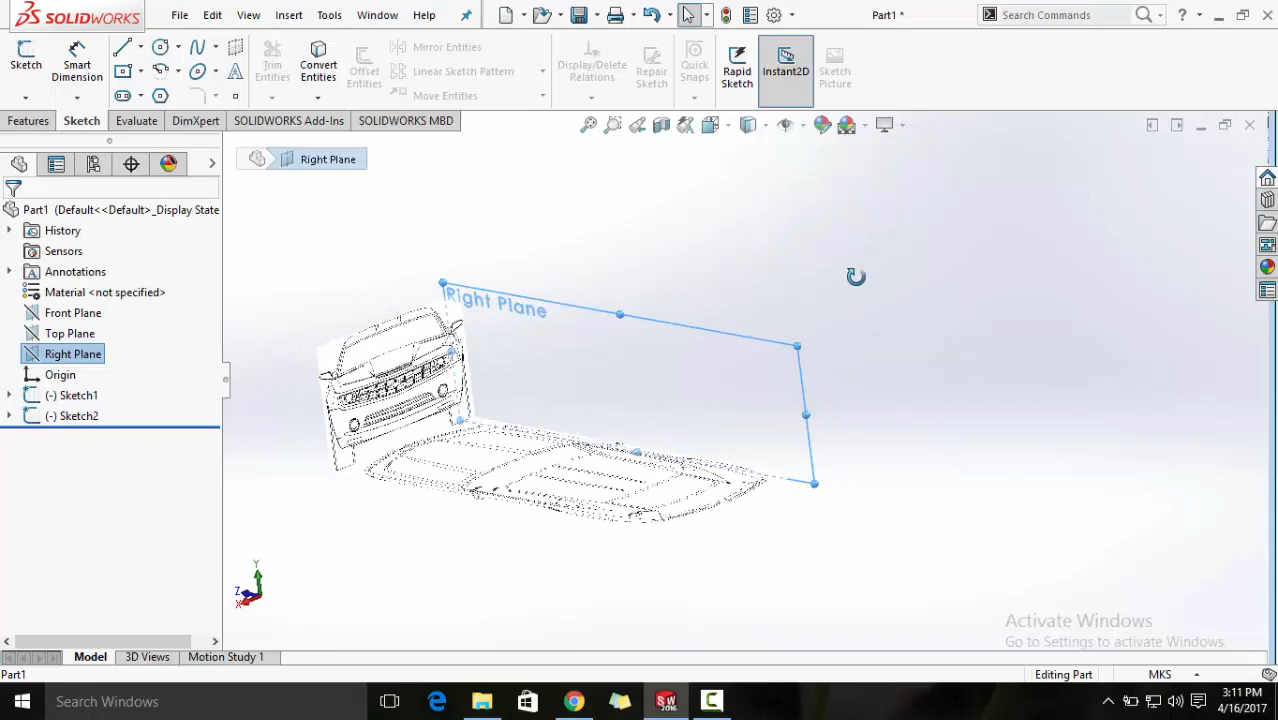 SOLIDWORKS File Edit View Insert Tools Window Help Part1 * Search Commands
Sketch Smart Dimension Trim Entities Convert Entities Offset Entities Mirror Entities Linear Sketch Pattern Move Entities Display/Delete Relations Repair Sketch Quick Snaps Rapid Sketch Instant2D Sketch Picture
Features Sketch Evaluate DimXpert SOLIDWORKS Add-Ins SOLIDWORKS MBD
Right Plane
Part1 (Default<<Default>_Display State
History
Sensors
Annotations
Material <not specified>
Front Plane
Top Plane
Right Plane
Origin
(-) Sketch1
(-) Sketch2
Right Plane
Y
Z
X
Activate Windows
Go to Settings to activate Windows.
Model 3D Views Motion Study 1
Part1 Editing Part MKS
Search Windows SW 2016 3:11 PM
4/16/2017